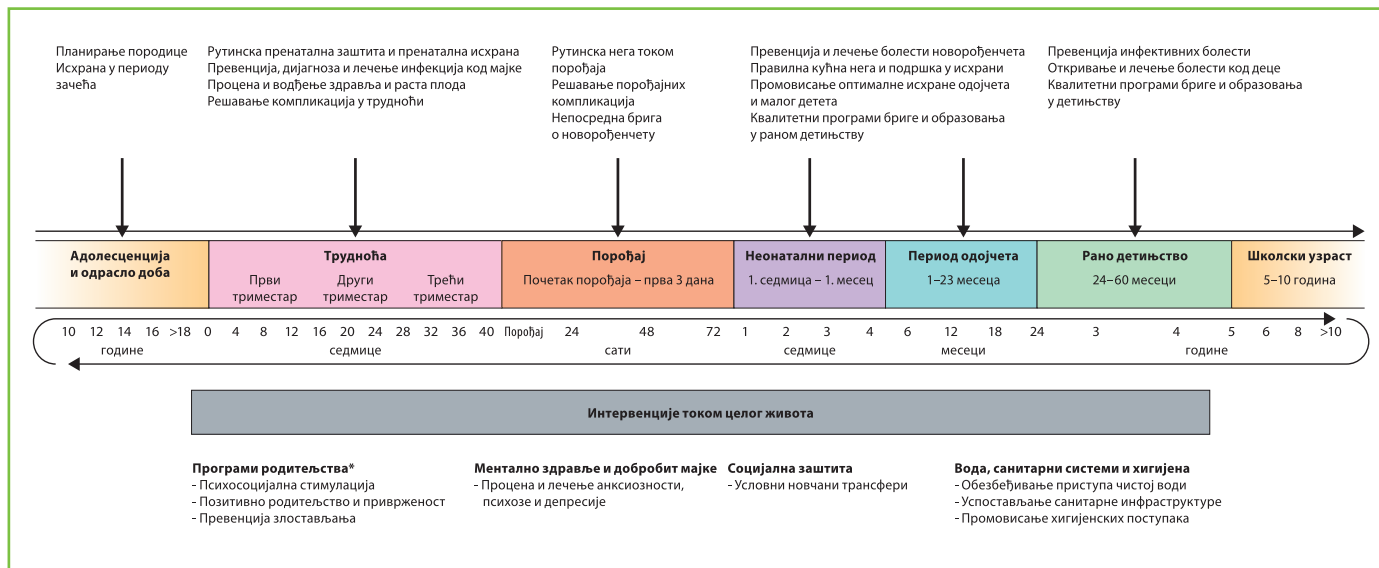 Планирање породице
Исхрана у периоду
зачећа
Рутинска пренатална заштита и пренатална исхрана
Превенција, дијагноза и лечење инфекција код мајке
Процена и вођење здравља и раста плода
Решавање компликација у трудноћи
Рутинска нега током
порођаја
Решавање порођајних
компликација
Непосредна брига
о новорођенчету
Превенција и лечење болести новорођенчета
Правилна кућна нега и подршка у исхрани
Промовисање оптималне исхране одојчета
и малог детета
Квалитетни програми бриге и образовања
у раном детињству
Превенција инфективних болести
Откривање и лечење болести код деце
Квалитетни програми бриге и образовања
у детињству
Адолесценција
и одрасло доба
Трудноћа
Први
триместар
Други
триместар
Трећи
триместар
Порођај
Почетак порођаја – прва 3 дана
Неонатални период
1. седмица – 1. месец
Период одојчета
1–23 месеца
Рано детињство
24–60 месеци
Школски узраст
5–10 година
10 12 14 16 >18 0 4 8 12 16 20 24 28 32 36 40 Порођај 24 48 72 1 2 3 4 6 12 18 24 3 4 5 6 8 >10
године седмице сати седмице месеци године
Интервенције током целог живота
Програми родитељства*
- Психосоцијална стимулација
- Позитивно родитељство и приврженост
- Превенција злостављања
Ментално здравље и добробит мајке
- Процена и лечење анксиозности,
психозе и депресије
Социјална заштита
- Условни новчани трансфери
Вода, санитарни системи и хигијена
- Обезбеђивање приступа чистој води
- Успостављање санитарне инфраструктуре
- Промовисање хигијенских поступака